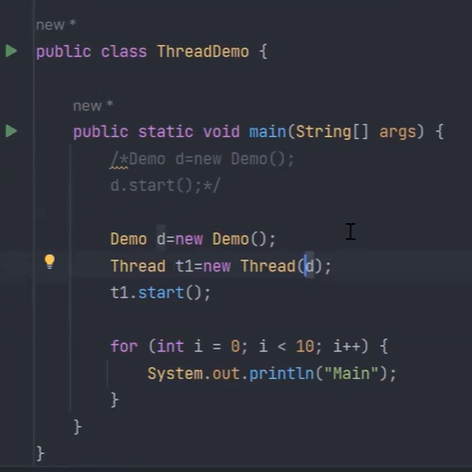 new *
public class ThreadDemo {
new *
public static void main(String[] args) {
/*Demo d=new Demo();
d.start();*/
Demo d=new Demo();
Thread t1=new Thread(d);
t1.start();
for (int i = 0; i < 10; i++) {
System.out.println("Main");
}
}
}